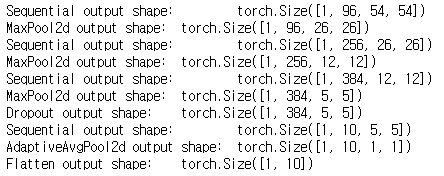 Sequential output shape:	torch.Size([1, 96, 54, 54])
MaxPool2d output shape:	torch.Size([1, 96, 26, 26])
Sequential output shape:	torch.Size([1, 256, 26, 26])
MaxPool2d output shape:	torch.Size([1, 256, 12, 12])
Sequential output shape:	torch.Size([1, 384, 12, 12])
MaxPool2d output shape:	torch.Size([1, 384, 5, 5])
Dropout output shape:	torch.Size([1, 384, 5, 5])
Sequential output shape:	torch.Size([1, 10, 5, 5])
AdaptiveAvgPool2d output shape:	torch.Size([1, 10, 1, 1])
Flatten output shape:	torch.Size([1, 10])